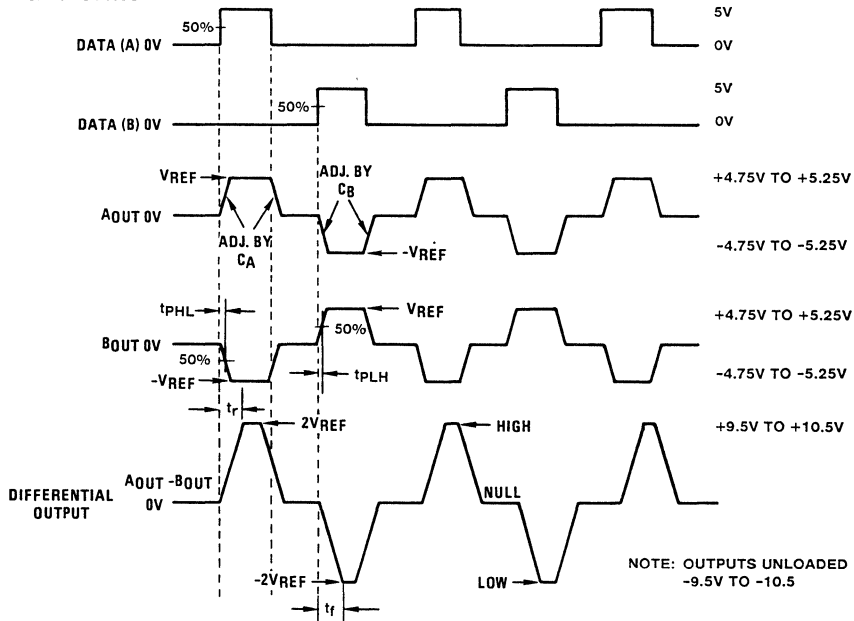 5V
50%
DATA (A) 0V
0V
5V
50%
DATA (B) 0V
0V
VREF
ADJ. BY
CB
+4.75V TO +5.25V
AOUT 0V
ADJ. BY
CA
-VREF
-4.75V TO -5.25V
tPHL
VREF
+4.75V TO +5.25V
50%
BOUT 0V
50%
tPLH
-VREF
-4.75V TO -5.25V
tr
2VREF
HIGH
+9.5V TO +10.5V
AOUT -BOUT
NULL
DIFFERENTIAL
OUTPUT
0V
-2VREF
LOW
NOTE: OUTPUTS UNLOADED
-9.5V TO -10.5
tf